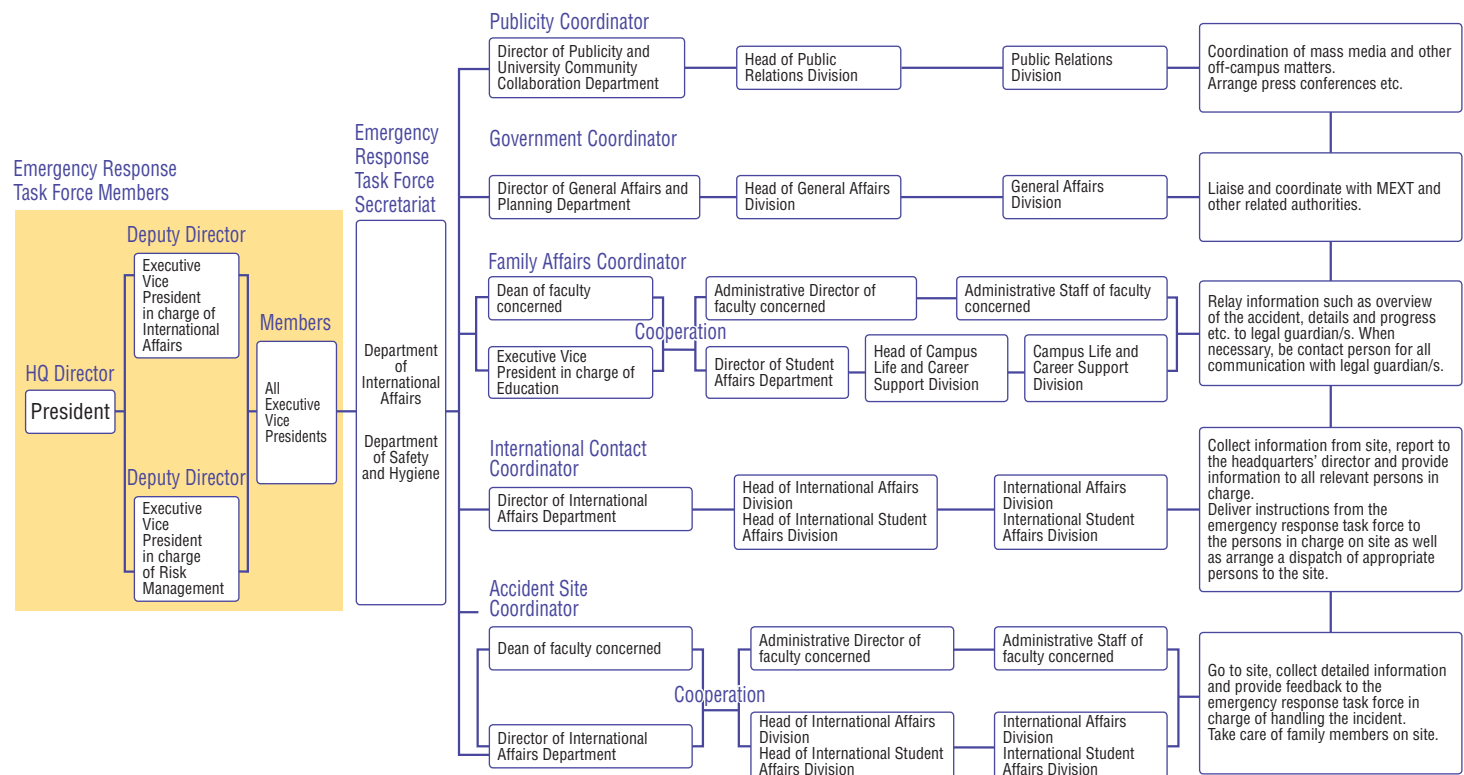 Emergency Response
Task Force Members
HQ Director
President
Deputy Director
Executive
Vice
President
in charge of
International
Affairs
Deputy Director
Executive
Vice
President
in charge
of Risk
Management
Members
All
Executive
Vice
Presidents
Emergency
Response
Task Force
Secretariat
Department
of
International
Affairs
Department
of Safety
and Hygiene
Publicity Coordinator
Director of Publicity and
University Community
Collaboration Department
Head of Public
Relations Division
Public Relations
Division
Coordination of mass media and other
off-campus matters.
Arrange press conferences etc.
Government Coordinator
Director of General Affairs and
Planning Department
Head of General Affairs
Division
General Affairs
Division
Liaise and coordinate with MEXT and
other related authorities.
Family Affairs Coordinator
Dean of faculty
concerned
Executive Vice
President in charge of
Education
Cooperation
Administrative Director of
faculty concerned
Administrative Staff of faculty
concerned
Director of Student
Affairs Department
Head of Campus
Life and Career
Support Division
Campus Life and
Career Support
Division
Relay information such as overview
of the accident, details and progress
etc. to legal guardian/s. When
necessary, be contact person for all
communication with legal guardian/s.
International Contact
Coordinator
Director of International
Affairs Department
Head of International Affairs
Division
Head of International Student
Affairs Division
International Affairs
Division
International Student
Affairs Division
Collect information from site, report to
the headquarters’ director and provide
information to all relevant persons in
charge.
Deliver instructions from the
emergency response task force to
the persons in charge on site as well
as arrange a dispatch of appropriate
persons to the site.
Accident Site
Coordinator
Dean of faculty concerned
Director of International
Affairs Department
Cooperation
Administrative Director of
faculty concerned
Administrative Staff of
faculty concerned
Head of International Affairs
Division
Head of International Student
Affairs Division
International Affairs
Division
International Student
Affairs Division
Go to site, collect detailed information
and provide feedback to the
emergency response task force in
charge of handling the incident.
Take care of family members on site.